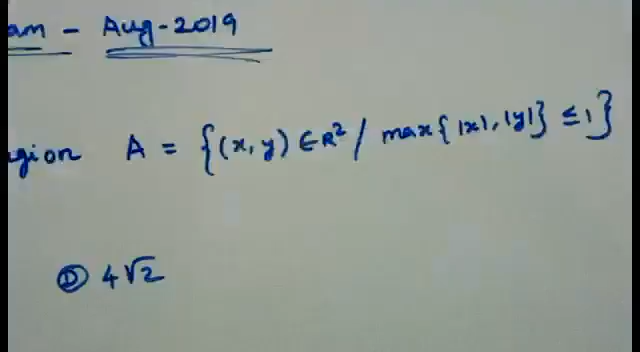 am - Aug-2019
gion A = {(x, y) ∈ R² / max{|x|, |y|} ≤ 1}
Ⓓ 4√2